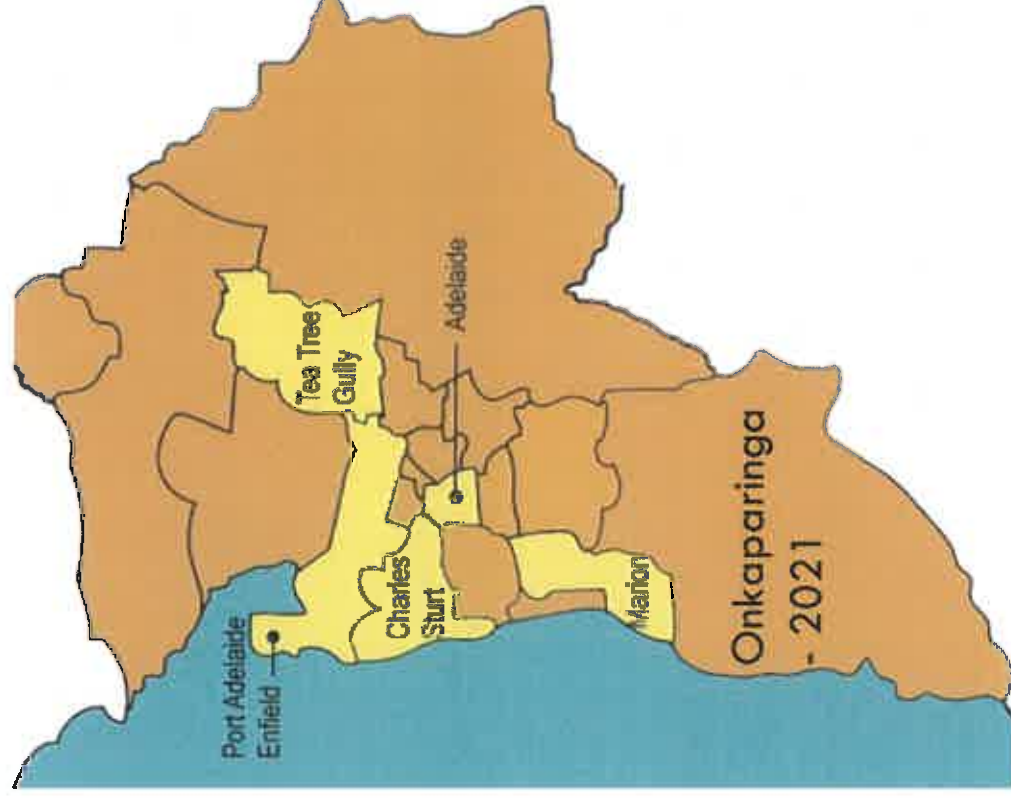 Port Adelaide
Enfield
Tea Tree
Gully
Adelaide
Charles
Sturt
Marion
Onkaparinga
- 2021